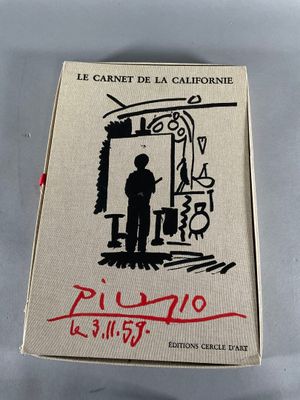 LE CARNET DE LA CALIFORNIE
Picasso
le 3.11.59.
ÉDITIONS CERCLE D'ART